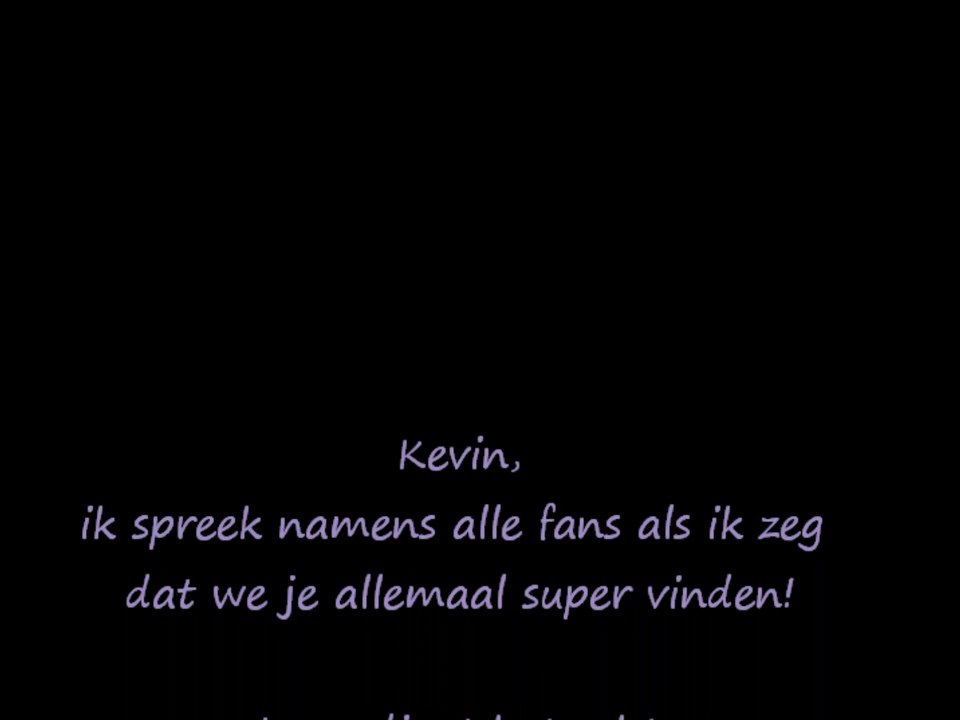 Kevin,
ik spreek namens alle fans als ik zeg
dat we je allemaal super vinden!